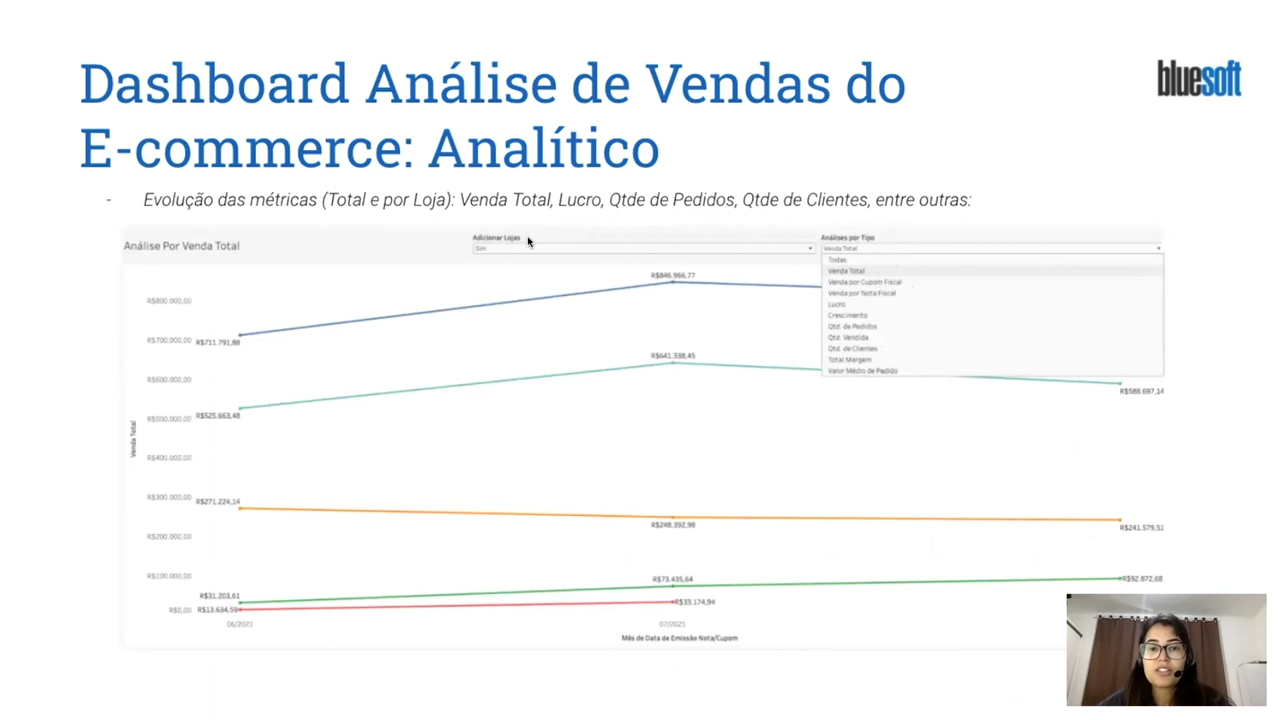 Dashboard Análise de Vendas do
E-commerce: Analítico
bluesoft
- Evolução das métricas (Total e por Loja): Venda Total, Lucro, Qtde de Pedidos, Qtde de Clientes, entre outras:
Análise Por Venda Total
Adicionar Lojas
Sim
Análises por Tipo
Venda Total
Todas
Venda Total
Venda por Cupom Fiscal
Venda por Nota Fiscal
Lucro
Crescimento
Qtd. de Pedidos
Qtd. Vendida
Qtd. de Clientes
Total Margem
Valor Médio de Pedido
Venda Total
R$800.000,00
R$700.000,00
R$600.000,00
R$500.000,00
R$400.000,00
R$300.000,00
R$200.000,00
R$100.000,00
R$0,00
R$846.966,77
R$711.791,88
R$641.338,45
R$588.697,14
R$525.663,48
R$271.224,14
R$248.392,98
R$241.579,53
R$73.435,64
R$92.872,68
R$31.203,61
R$13.634,59
R$33.174,94
06/2021
07/2021
Mês de Data de Emissão Nota/Cupom